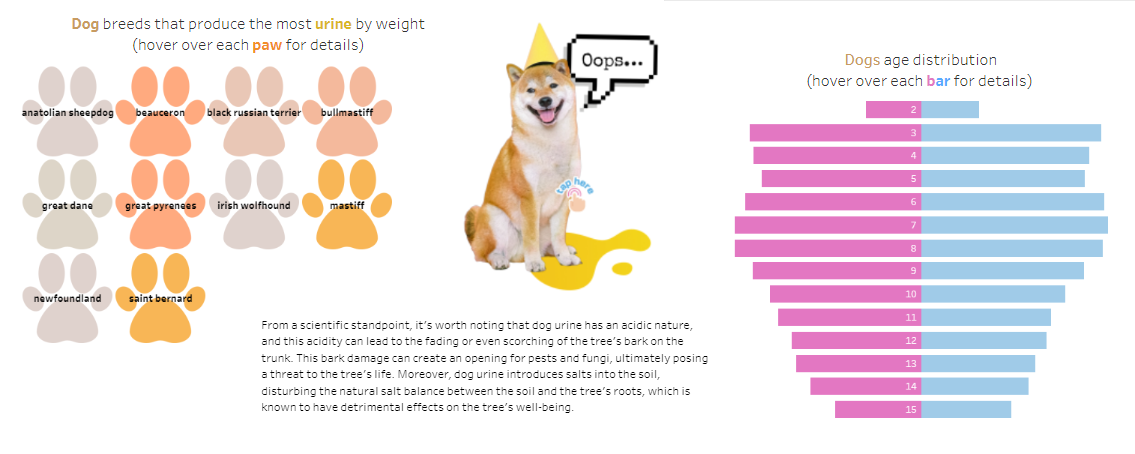 Dog breeds that produce the most urine by weight
(hover over each paw for details)
anatolian sheepdog
beauceron
black russian terrier
bullmastiff
great dane
great pyrenees
irish wolfhound
mastiff
newfoundland
saint bernard
Oops...
tap here
From a scientific standpoint, it's worth noting that dog urine has an acidic nature,
and this acidity can lead to the fading or even scorching of the tree's bark on the
trunk. This bark damage can create an opening for pests and fungi, ultimately posing
a threat to the tree's life. Moreover, dog urine introduces salts into the soil,
disturbing the natural salt balance between the soil and the tree's roots, which is
known to have detrimental effects on the tree's well-being.
Dogs age distribution
(hover over each bar for details)
2
3
4
5
6
7
8
9
10
11
12
13
14
15